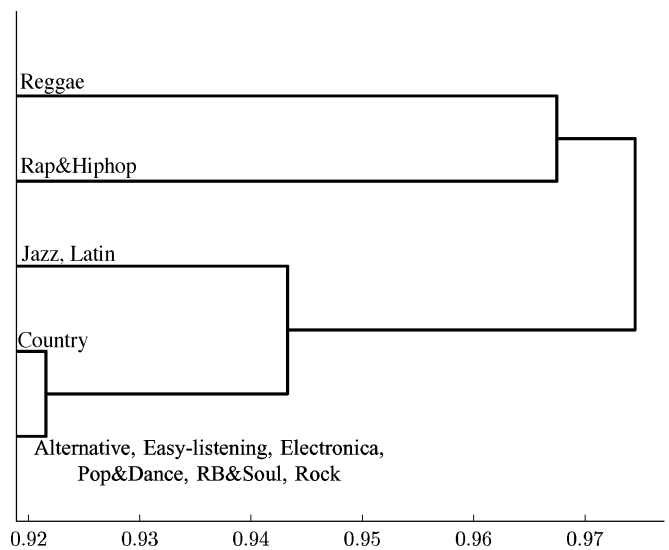 Reggae
Rap&Hiphop
Jazz, Latin
Country
Alternative, Easy-listening, Electronica,
Pop&Dance, RB&Soul, Rock
0.92 0.93 0.94 0.95 0.96 0.97